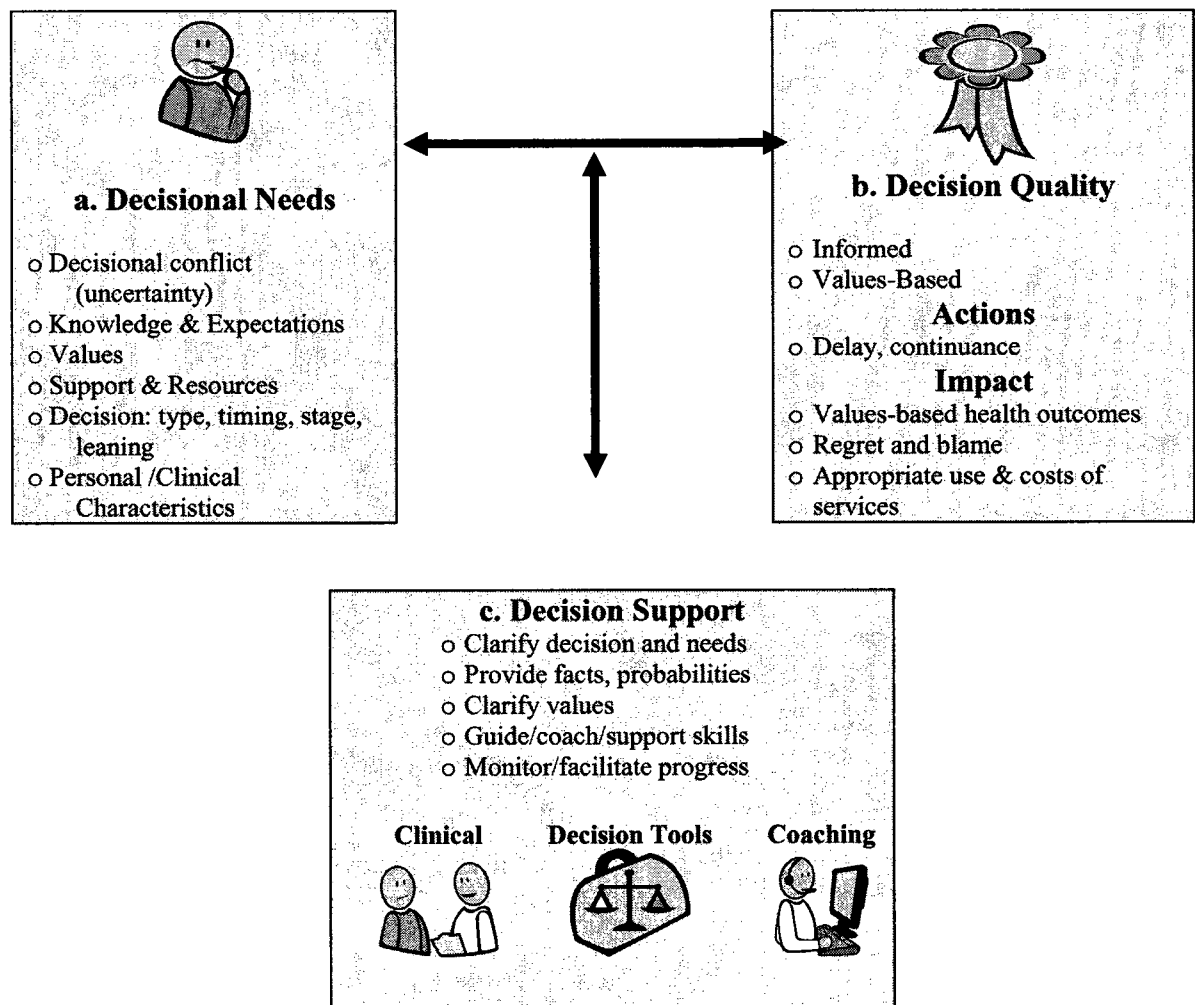 a. Decisional Needs
o Decisional conflict
(uncertainty)
o Knowledge & Expectations
o Values
o Support & Resources
o Decision: type, timing, stage,
leaning
o Personal /Clinical
Characteristics
b. Decision Quality
o Informed
o Values-Based
Actions
o Delay, continuance
Impact
o Values-based health outcomes
o Regret and blame
o Appropriate use & costs of
services
c. Decision Support
o Clarify decision and needs
o Provide facts, probabilities
o Clarify values
o Guide/coach/support skills
o Monitor/facilitate progress
Clinical Decision Tools Coaching